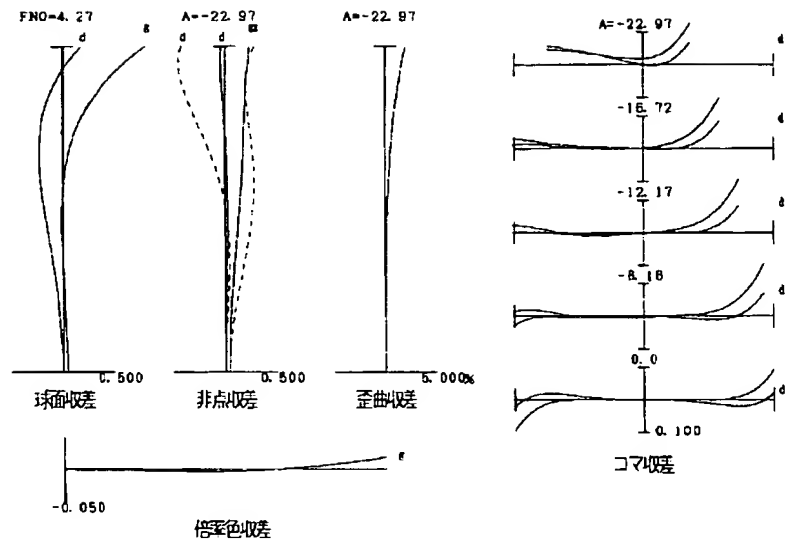 FNO=4.27
d
g
0.500
球面収差
A=-22.97
d
d
g
0.500
非点収差
A=-22.97
5.000%
歪曲収差
g
-0.050
倍率色収差
A=-22.97
d
-16.72
d
-12.17
d
-8.16
d
0.0
d
0.100
コマ収差